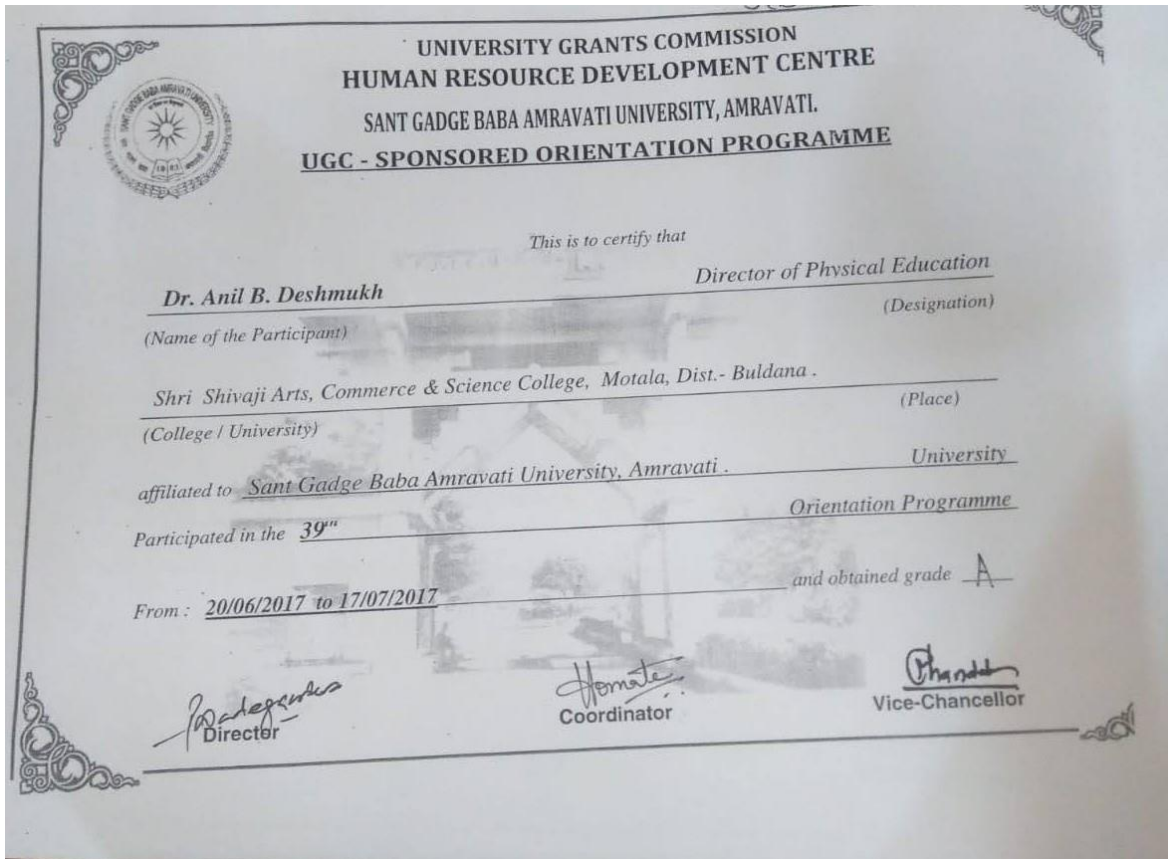 UNIVERSITY GRANTS COMMISSION
HUMAN RESOURCE DEVELOPMENT CENTRE
SANT GADGE BABA AMRAVATI UNIVERSITY, AMRAVATI.
UGC - SPONSORED ORIENTATION PROGRAMME
This is to certify that
Dr. Anil B. Deshmukh Director of Physical Education
(Name of the Participant) (Designation)
Shri Shivaji Arts, Commerce & Science College, Motala, Dist.- Buldana .
(College / University) (Place)
affiliated to Sant Gadge Baba Amravati University, Amravati . University
Participated in the 39th Orientation Programme
From : 20/06/2017 to 17/07/2017 and obtained grade A
Director Coordinator Vice-Chancellor